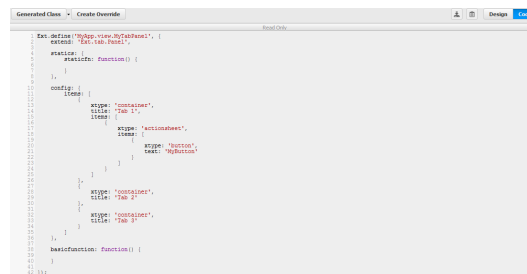 Generated Class Create Override Design
Read Only
1 Ext.define('MyApp.view.MyTabPanel', {
2 extend: 'Ext.tab.Panel',
3
4 statics: {
5 staticfn: function() {
6
7 }
8 },
9
10 config: {
11 items: [
12 {
13 xtype: 'container',
14 title: 'Tab 1',
15 items: [
16 {
17 xtype: 'actionsheet',
18 items: [
19 {
20 xtype: 'button',
21 text: 'MyButton'
22 }
23 ]
24 }
25 ]
26 },
27 {
28 xtype: 'container',
29 title: 'Tab 2'
30 },
31 {
32 xtype: 'container',
33 title: 'Tab 3'
34 }
35 ]
36 },
37
38 basicfunction: function() {
39
40 }
41
42 });